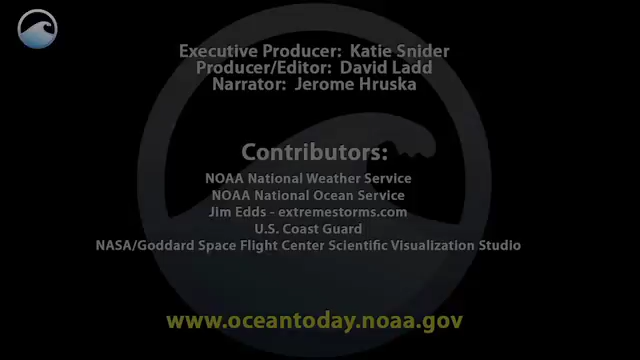 Executive Producer:  Katie Snider
Producer/Editor:  David Ladd
Narrator:  Jerome Hruska
Contributors:
NOAA National Weather Service
NOAA National Ocean Service
Jim Edds - extremestorms.com
U.S. Coast Guard
NASA/Goddard Space Flight Center Scientific Visualization Studio
www.oceantoday.noaa.gov